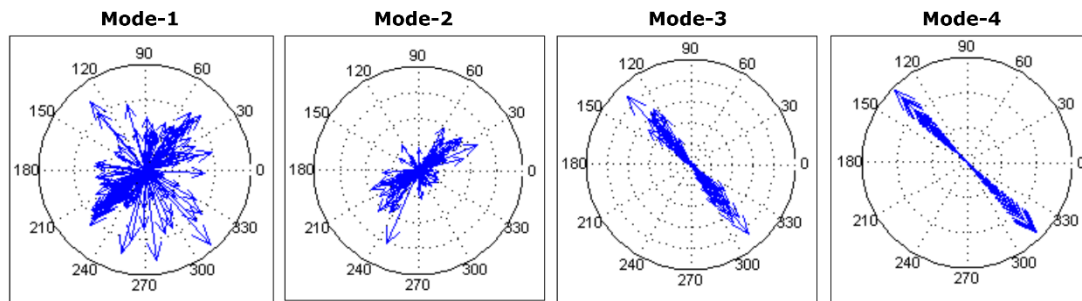 Mode-1 Mode-2 Mode-3 Mode-4
90 90 90 90
120 60 120 60 120 60 120 60
150 30 150 30 150 30 150 30
180 0 180 0 180 0 180 0
210 330 210 330 210 330 210 330
240 300 240 300 240 300 240 300
270 270 270 270